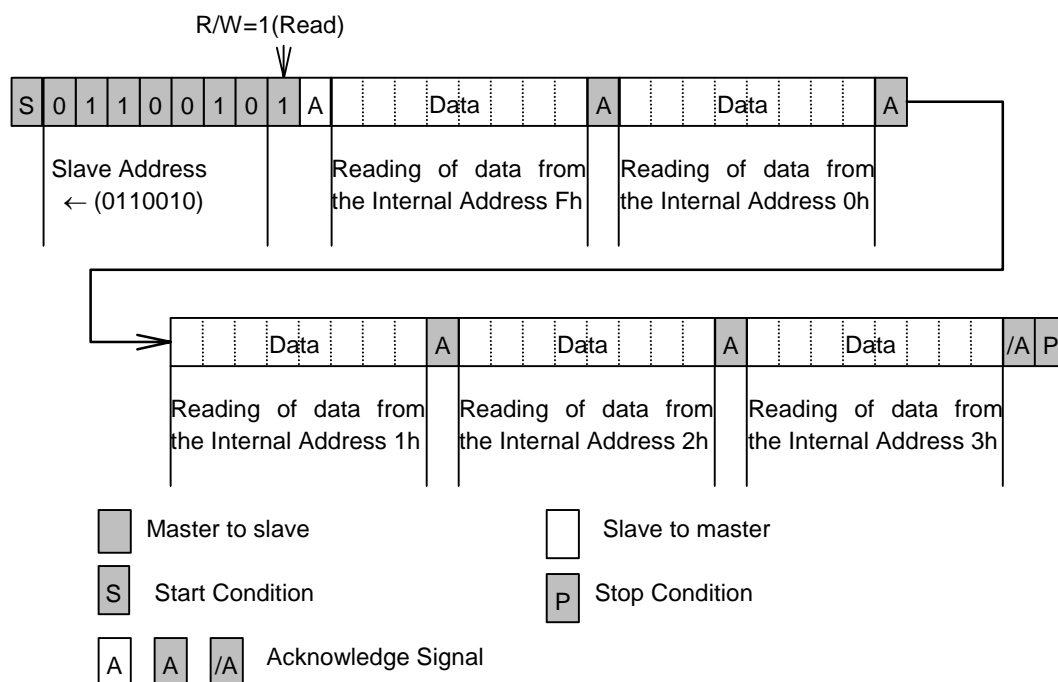 R/W=1(Read)
S 0 1 1 0 0 1 0 1 A Data A Data A
Slave Address
← (0110010)
Reading of data from
the Internal Address Fh
Reading of data from
the Internal Address 0h
Data A Data A Data /A P
Reading of data from
the Internal Address 1h
Reading of data from
the Internal Address 2h
Reading of data from
the Internal Address 3h
Master to slave
Slave to master
S Start Condition
P Stop Condition
A A /A Acknowledge Signal